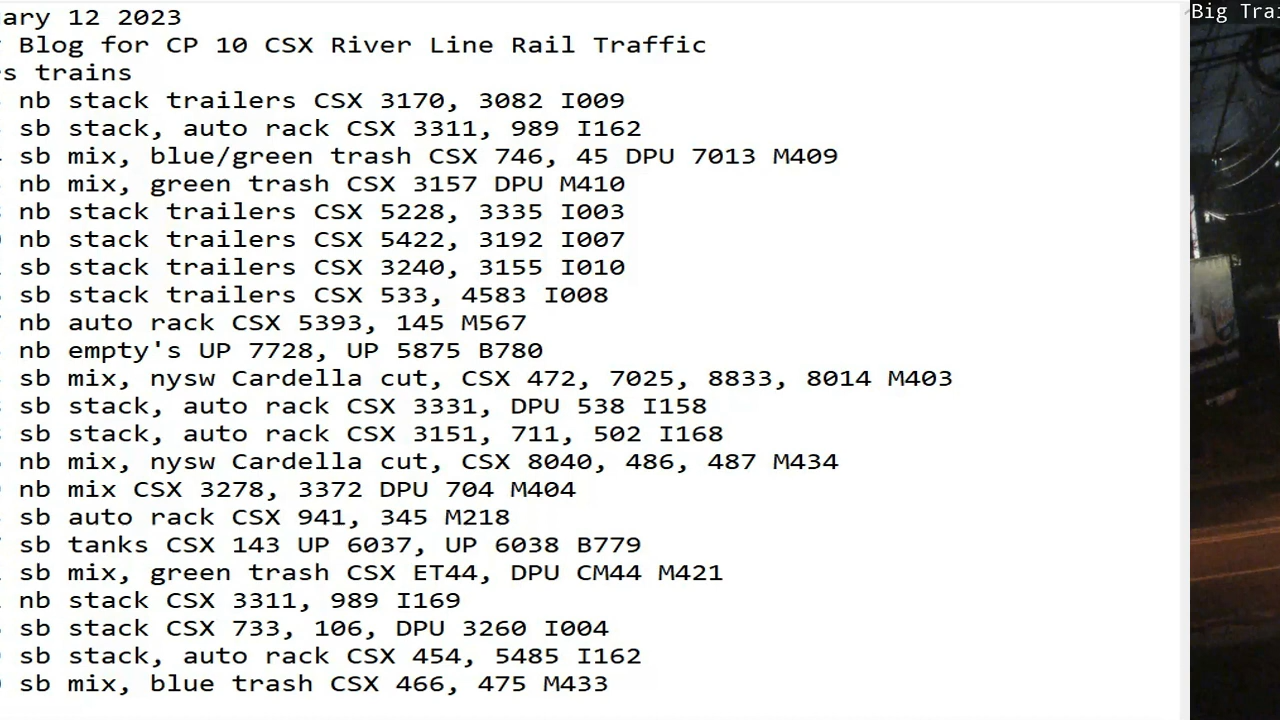 ary 12 2023
Blog for CP 10 CSX River Line Rail Traffic
s trains
nb stack trailers CSX 3170, 3082 I009
sb stack, auto rack CSX 3311, 989 I162
sb mix, blue/green trash CSX 746, 45 DPU 7013 M409
nb mix, green trash CSX 3157 DPU M410
nb stack trailers CSX 5228, 3335 I003
nb stack trailers CSX 5422, 3192 I007
sb stack trailers CSX 3240, 3155 I010
sb stack trailers CSX 533, 4583 I008
nb auto rack CSX 5393, 145 M567
nb empty's UP 7728, UP 5875 B780
sb mix, nysw Cardella cut, CSX 472, 7025, 8833, 8014 M403
sb stack, auto rack CSX 3331, DPU 538 I158
sb stack, auto rack CSX 3151, 711, 502 I168
nb mix, nysw Cardella cut, CSX 8040, 486, 487 M434
nb mix CSX 3278, 3372 DPU 704 M404
sb auto rack CSX 941, 345 M218
sb tanks CSX 143 UP 6037, UP 6038 B779
sb mix, green trash CSX ET44, DPU CM44 M421
nb stack CSX 3311, 989 I169
sb stack CSX 733, 106, DPU 3260 I004
sb stack, auto rack CSX 454, 5485 I162
sb mix, blue trash CSX 466, 475 M433
Big Trai